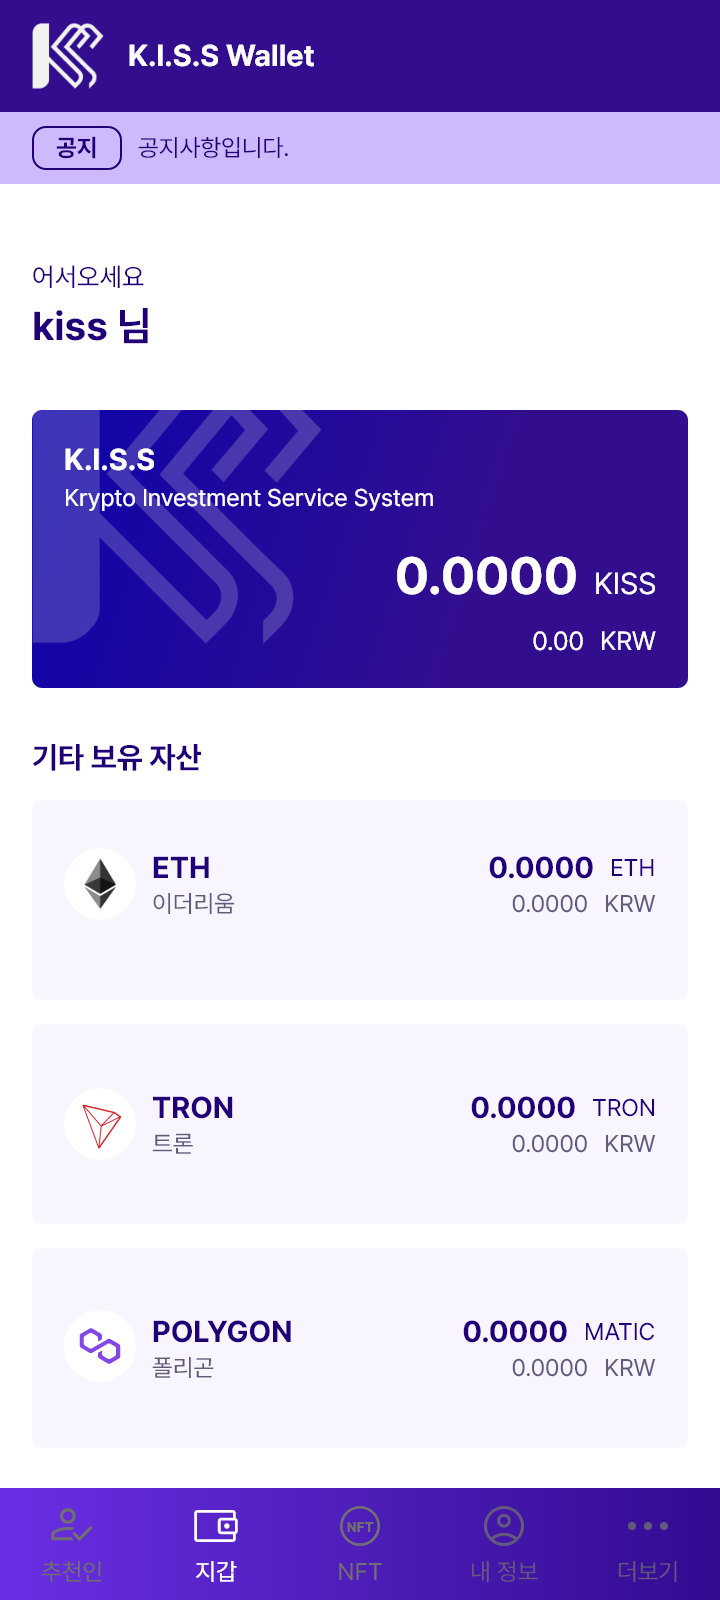 K.I.S.S Wallet
공지 공지사항입니다.
어서오세요
kiss 님
K.I.S.S
Krypto Investment Service System
0.0000 KISS
0.00 KRW
기타 보유 자산
ETH 0.0000 ETH
이더리움 0.0000 KRW
TRON 0.0000 TRON
트론 0.0000 KRW
POLYGON 0.0000 MATIC
폴리곤 0.0000 KRW
NFT
추천인 지갑 NFT 내 정보 더보기